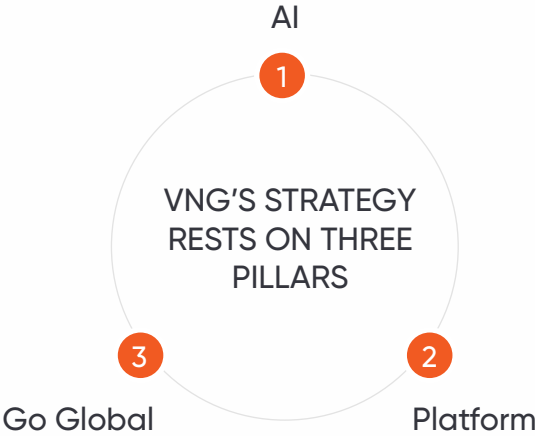 AI
1
VNG'S STRATEGY
RESTS ON THREE
PILLARS
3
2
Go Global
Platform